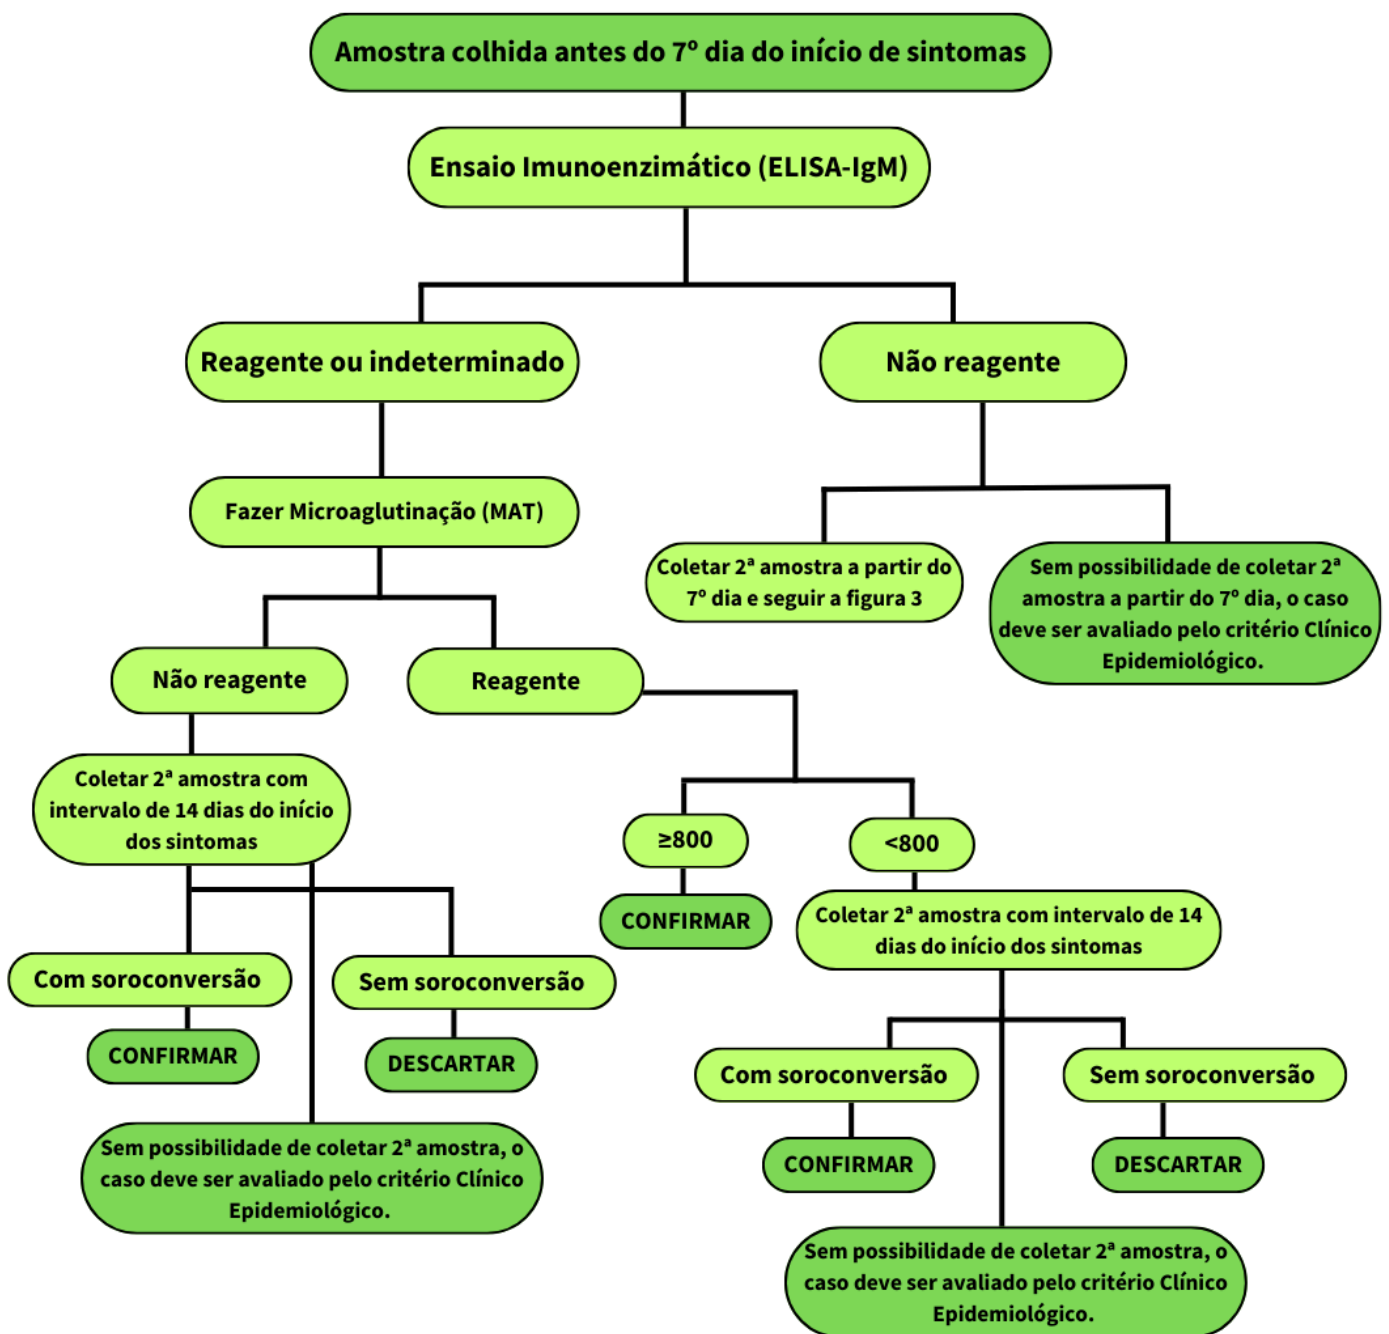 Amostra colhida antes do 7º dia do início de sintomas
Ensaio Imunoenzimático (ELISA-IgM)
Reagente ou indeterminado
Não reagente
Fazer Microaglutinação (MAT)
Coletar 2ª amostra a partir do
7º dia e seguir a figura 3
Sem possibilidade de coletar 2ª
amostra a partir do 7º dia, o caso
deve ser avaliado pelo critério Clínico
Epidemiológico.
Não reagente
Reagente
Coletar 2ª amostra com
intervalo de 14 dias do início
dos sintomas
≥800
<800
CONFIRMAR
Coletar 2ª amostra com intervalo de 14
dias do início dos sintomas
Com soroconversão
Sem soroconversão
CONFIRMAR
DESCARTAR
Com soroconversão
Sem soroconversão
CONFIRMAR
DESCARTAR
Sem possibilidade de coletar 2ª amostra, o
caso deve ser avaliado pelo critério Clínico
Epidemiológico.
Sem possibilidade de coletar 2ª amostra, o
caso deve ser avaliado pelo critério Clínico
Epidemiológico.